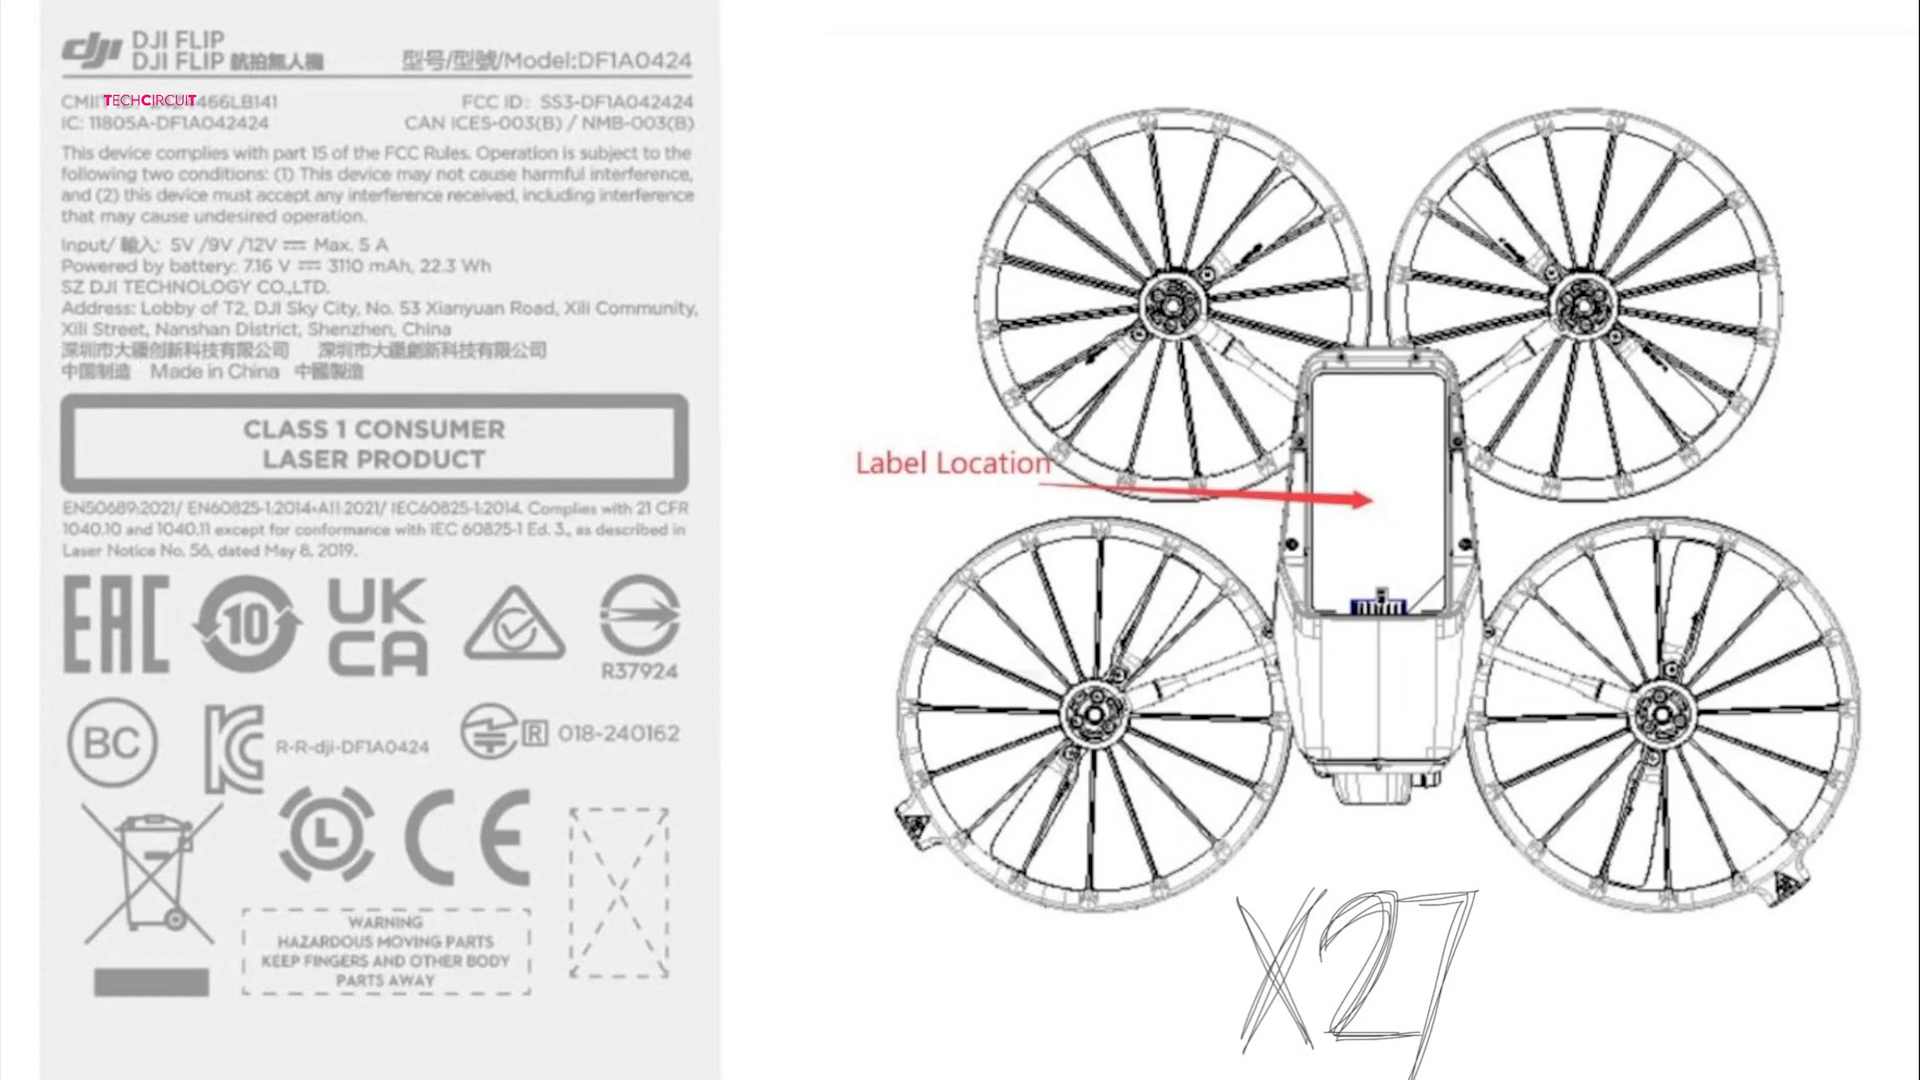 dji DJI FLIP
DJI FLIP 航拍無人機
型号/型號/Model:DF1A0424
TECHCIRCUIT
466LB141
FCC ID: SS3-DF1A042424
IC: 11805A-DF1A042424
CAN ICES-003(B) / NMB-003(B)
This device complies with part 15 of the FCC Rules. Operation is subject to the
following two conditions: (1) This device may not cause harmful interference,
and (2) this device must accept any interference received, including interference
that may cause undesired operation.
Input/ 輸入: 5V /9V /12V ⎓ Max. 5 A
Powered by battery: 7.16 V ⎓ 3110 mAh, 22.3 Wh
SZ DJI TECHNOLOGY CO.,LTD.
Address: Lobby of T2, DJI Sky City, No. 53 Xianyuan Road, Xili Community,
Xili Street, Nanshan District, Shenzhen, China
深圳市大疆创新科技有限公司 深圳市大疆創新科技有限公司
中国制造 Made in China 中國製造
CLASS 1 CONSUMER
LASER PRODUCT
EN50689:2021/ EN60825-1:2014+A11 2021/ IEC60825-1:2014. Complies with 21 CFR
1040.10 and 1040.11 except for conformance with IEC 60825-1 Ed. 3., as described in
Laser Notice No. 56, dated May 8, 2019.
EAC
10
UK
CA
R37924
BC
KC
R-R-dji-DF1A0424
R 018-240162
L
CE
WARNING
HAZARDOUS MOVING PARTS
KEEP FINGERS AND OTHER BODY
PARTS AWAY
Label Location
X27